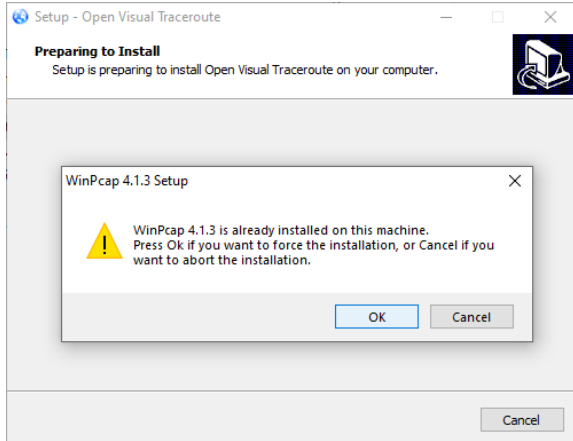 Setup - Open Visual Traceroute
Preparing to Install
Setup is preparing to install Open Visual Traceroute on your computer.
WinPcap 4.1.3 Setup
WinPcap 4.1.3 is already installed on this machine.
Press Ok if you want to force the installation, or Cancel if you
want to abort the installation.
OK
Cancel
Cancel